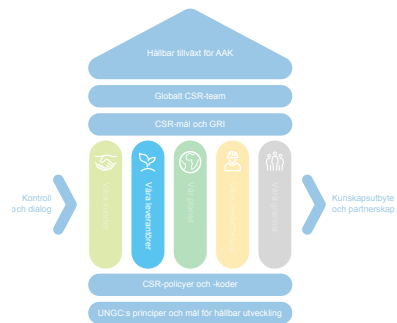 Hållbar tillväxt för AAK
Globalt CSR-team
CSR-mål och GRI
Våra leverantörer
Kontroll
och dialog
Kunskapsutbyte
och partnerskap
CSR-policyer och -koder
UNGC:s principer och mål för hållbar utveckling